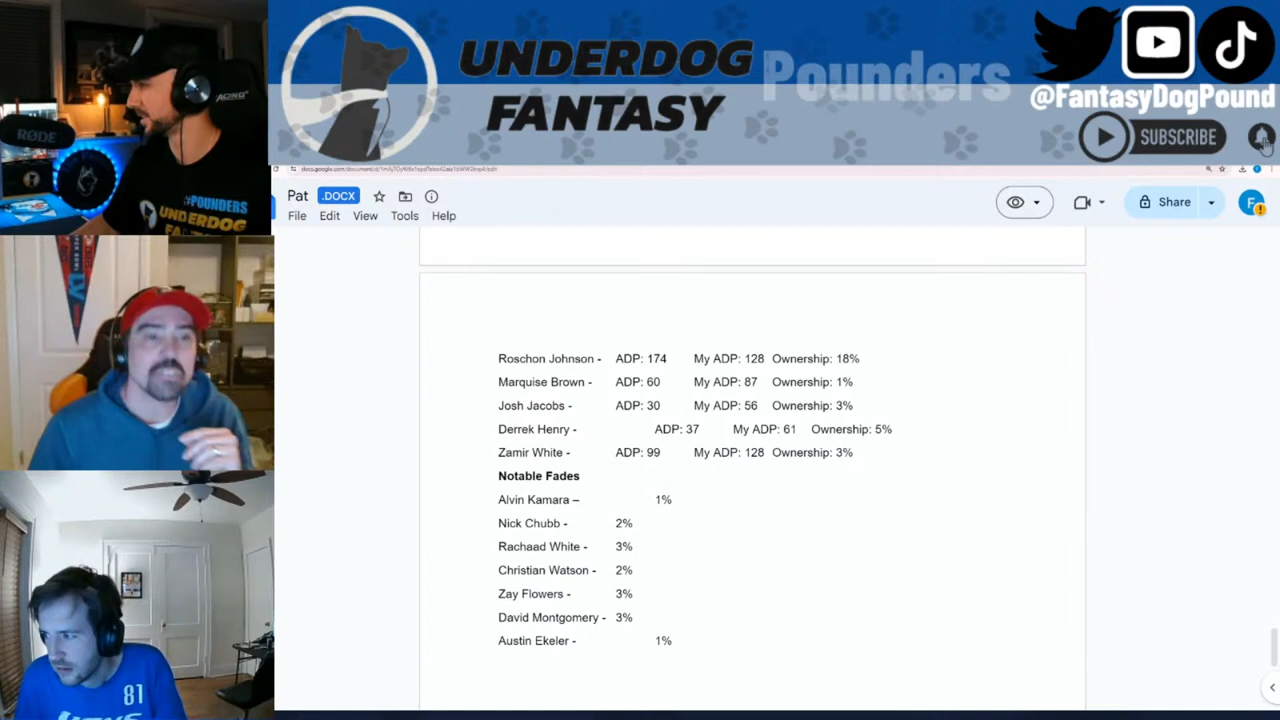 UNDERDOG
FANTASY
Pounders
@FantasyDogPound
SUBSCRIBE
RØDE
#POUNDERS
UNDERDOG
LV
81
Pat .DOCX
File Edit View Tools Help
Share
F
Roschon Johnson - ADP: 174 My ADP: 128 Ownership: 18%
Marquise Brown - ADP: 60 My ADP: 87 Ownership: 1%
Josh Jacobs - ADP: 30 My ADP: 56 Ownership: 3%
Derrek Henry - ADP: 37 My ADP: 61 Ownership: 5%
Zamir White - ADP: 99 My ADP: 128 Ownership: 3%
Notable Fades
Alvin Kamara – 1%
Nick Chubb - 2%
Rachaad White - 3%
Christian Watson - 2%
Zay Flowers - 3%
David Montgomery - 3%
Austin Ekeler - 1%